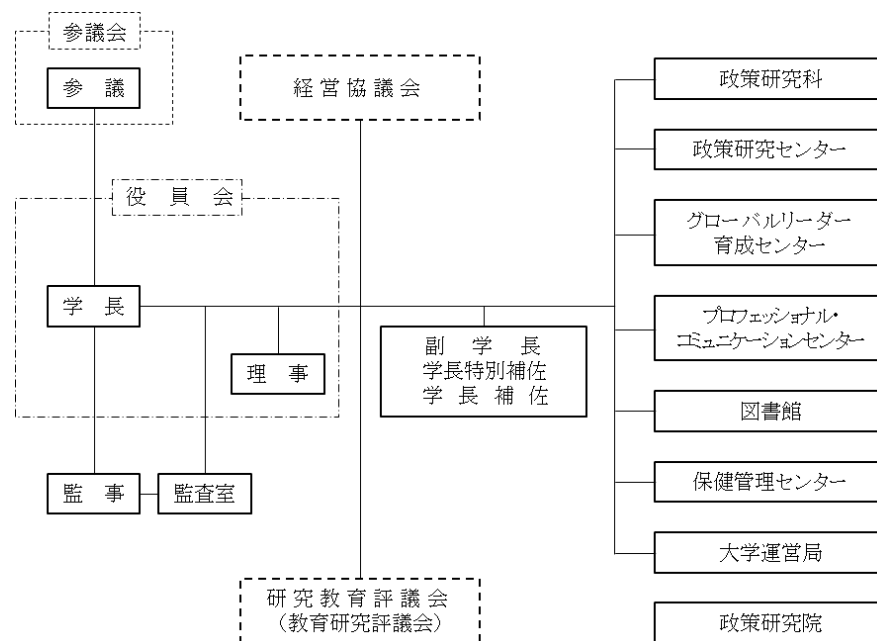 参議会
参議
経営協議会
役員会
学長
理事
監事
監査室
副学長
学長特別補佐
学長補佐
研究教育評議会
（教育研究評議会）
政策研究科
政策研究センター
グローバルリーダー
育成センター
プロフェッショナル・
コミュニケーションセンター
図書館
保健管理センター
大学運営局
政策研究院